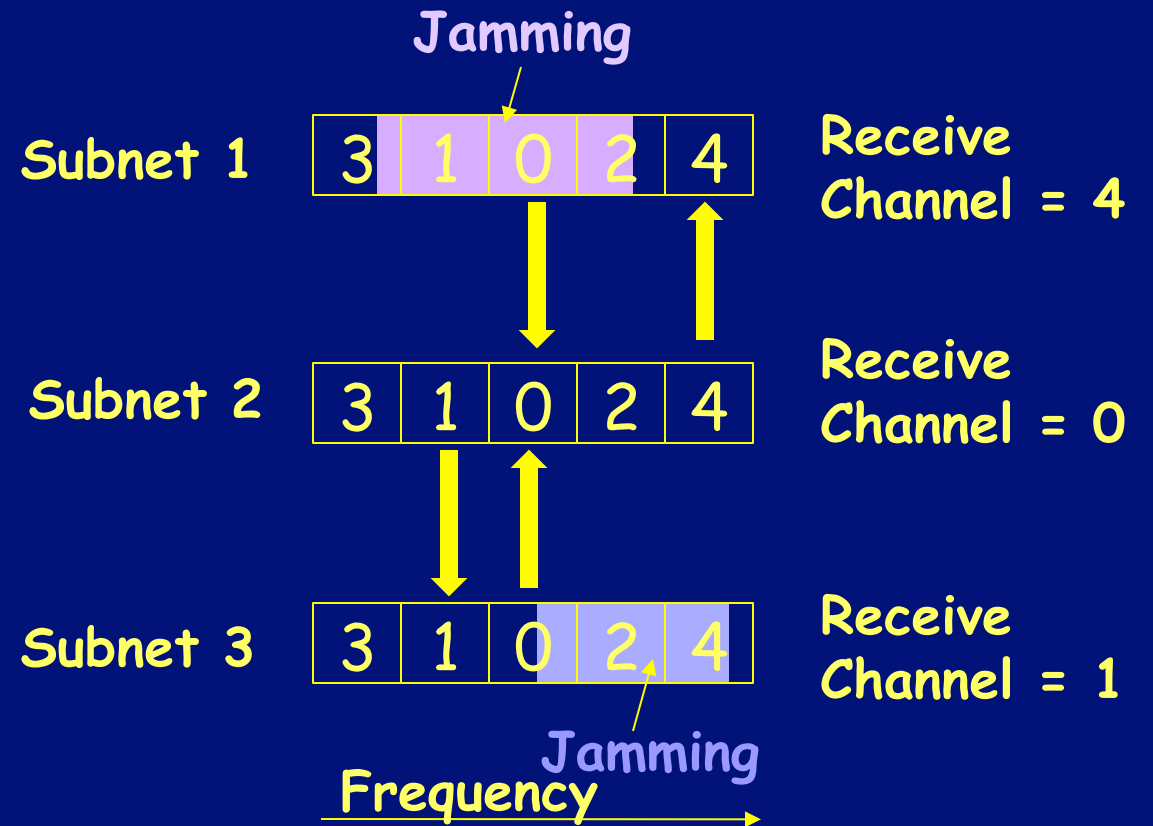 Jamming
Subnet 1
3 1 0 2 4
Receive
Channel = 4
Subnet 2
3 1 0 2 4
Receive
Channel = 0
Subnet 3
3 1 0 2 4
Receive
Channel = 1
Jamming
Frequency